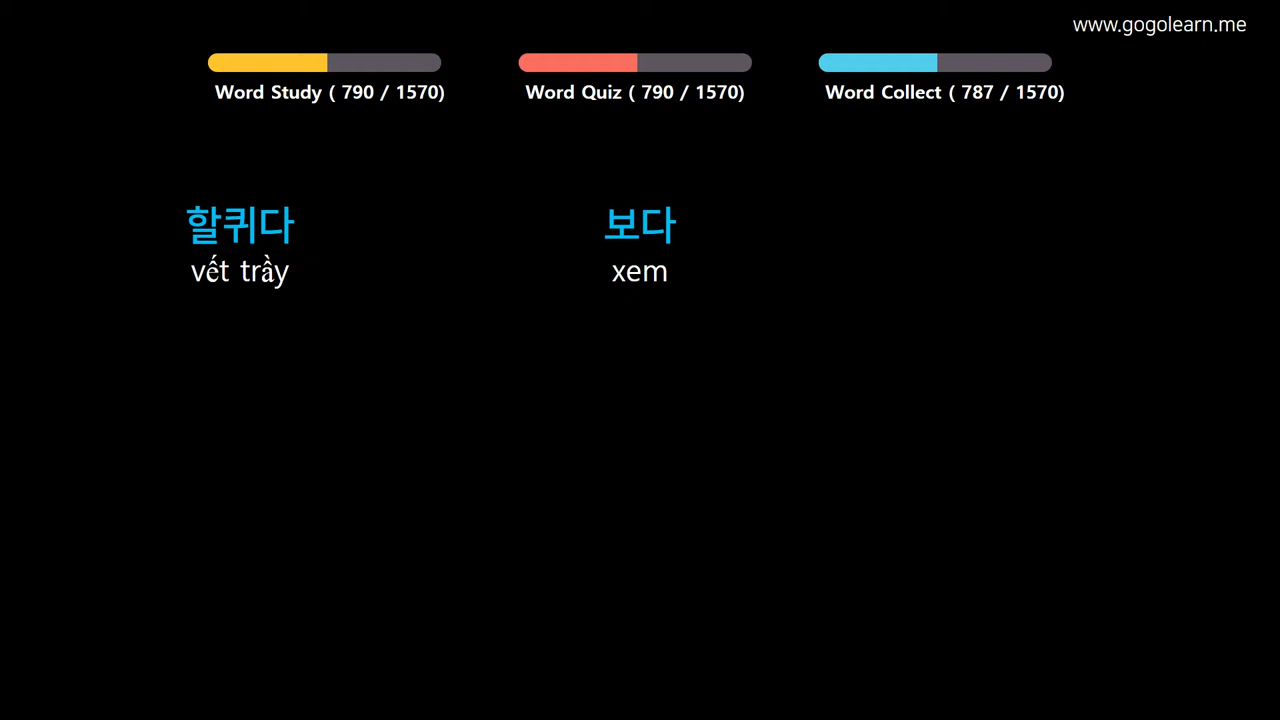 www.gogolearn.me
Word Study ( 790 / 1570)
Word Quiz ( 790 / 1570)
Word Collect ( 787 / 1570)
할퀴다
vết trầy
보다
xem